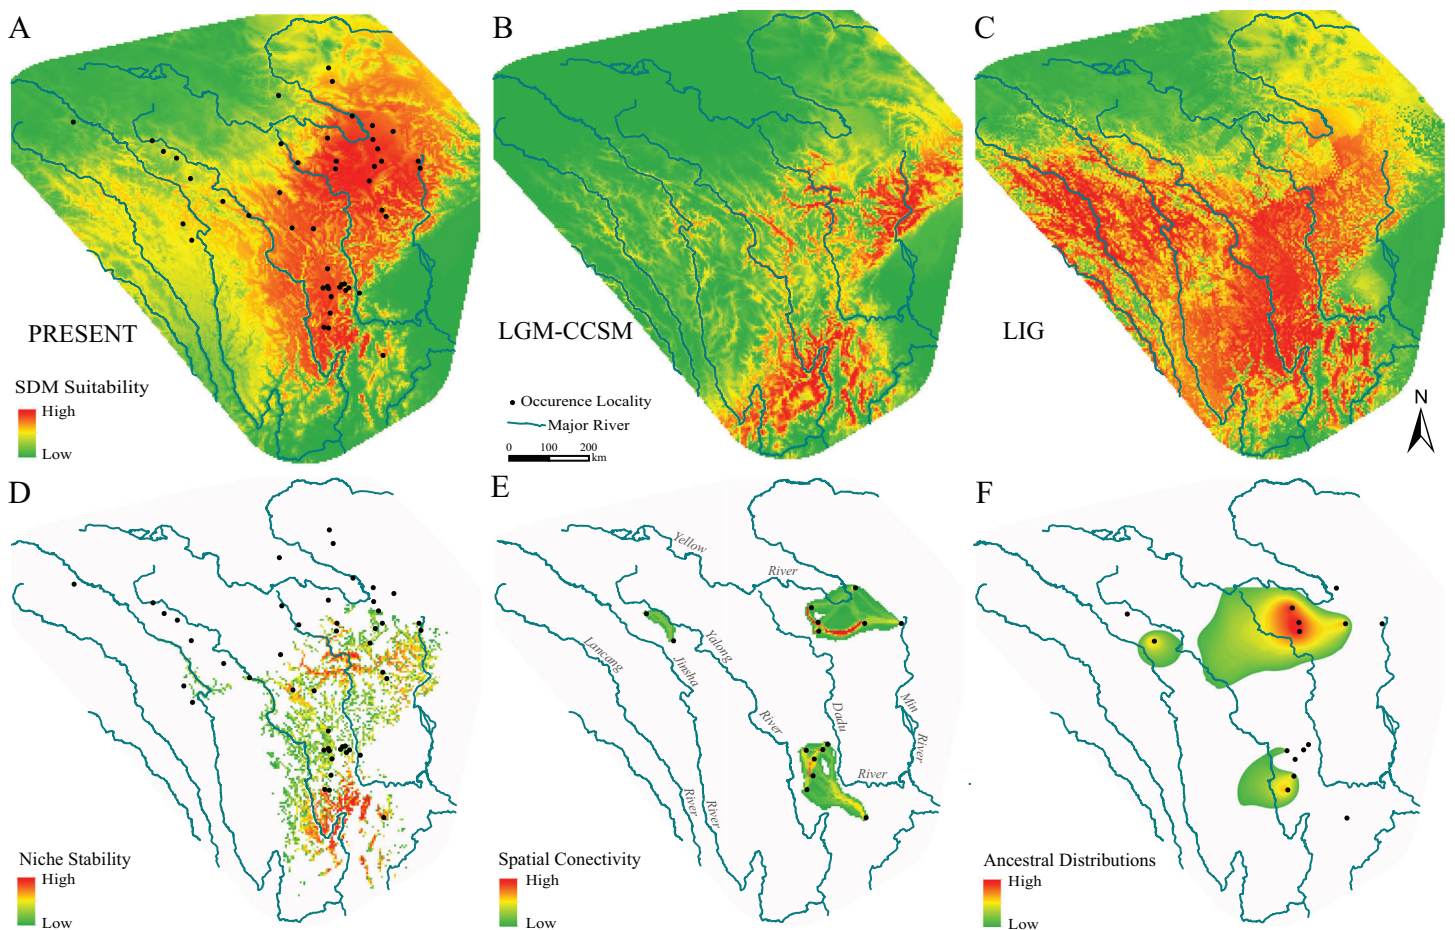 A
B
C
PRESENT
LGM-CCSM
LIG
SDM Suitability
High
Low
Occurence Locality
Major River
0 100 200
km
N
D
E
F
Yellow
River
Lancang
Jinsha
Yalong
River
Dadu
Min
River
River
River
River
Niche Stability
High
Low
Spatial Conectivity
High
Low
Ancestral Distributions
High
Low